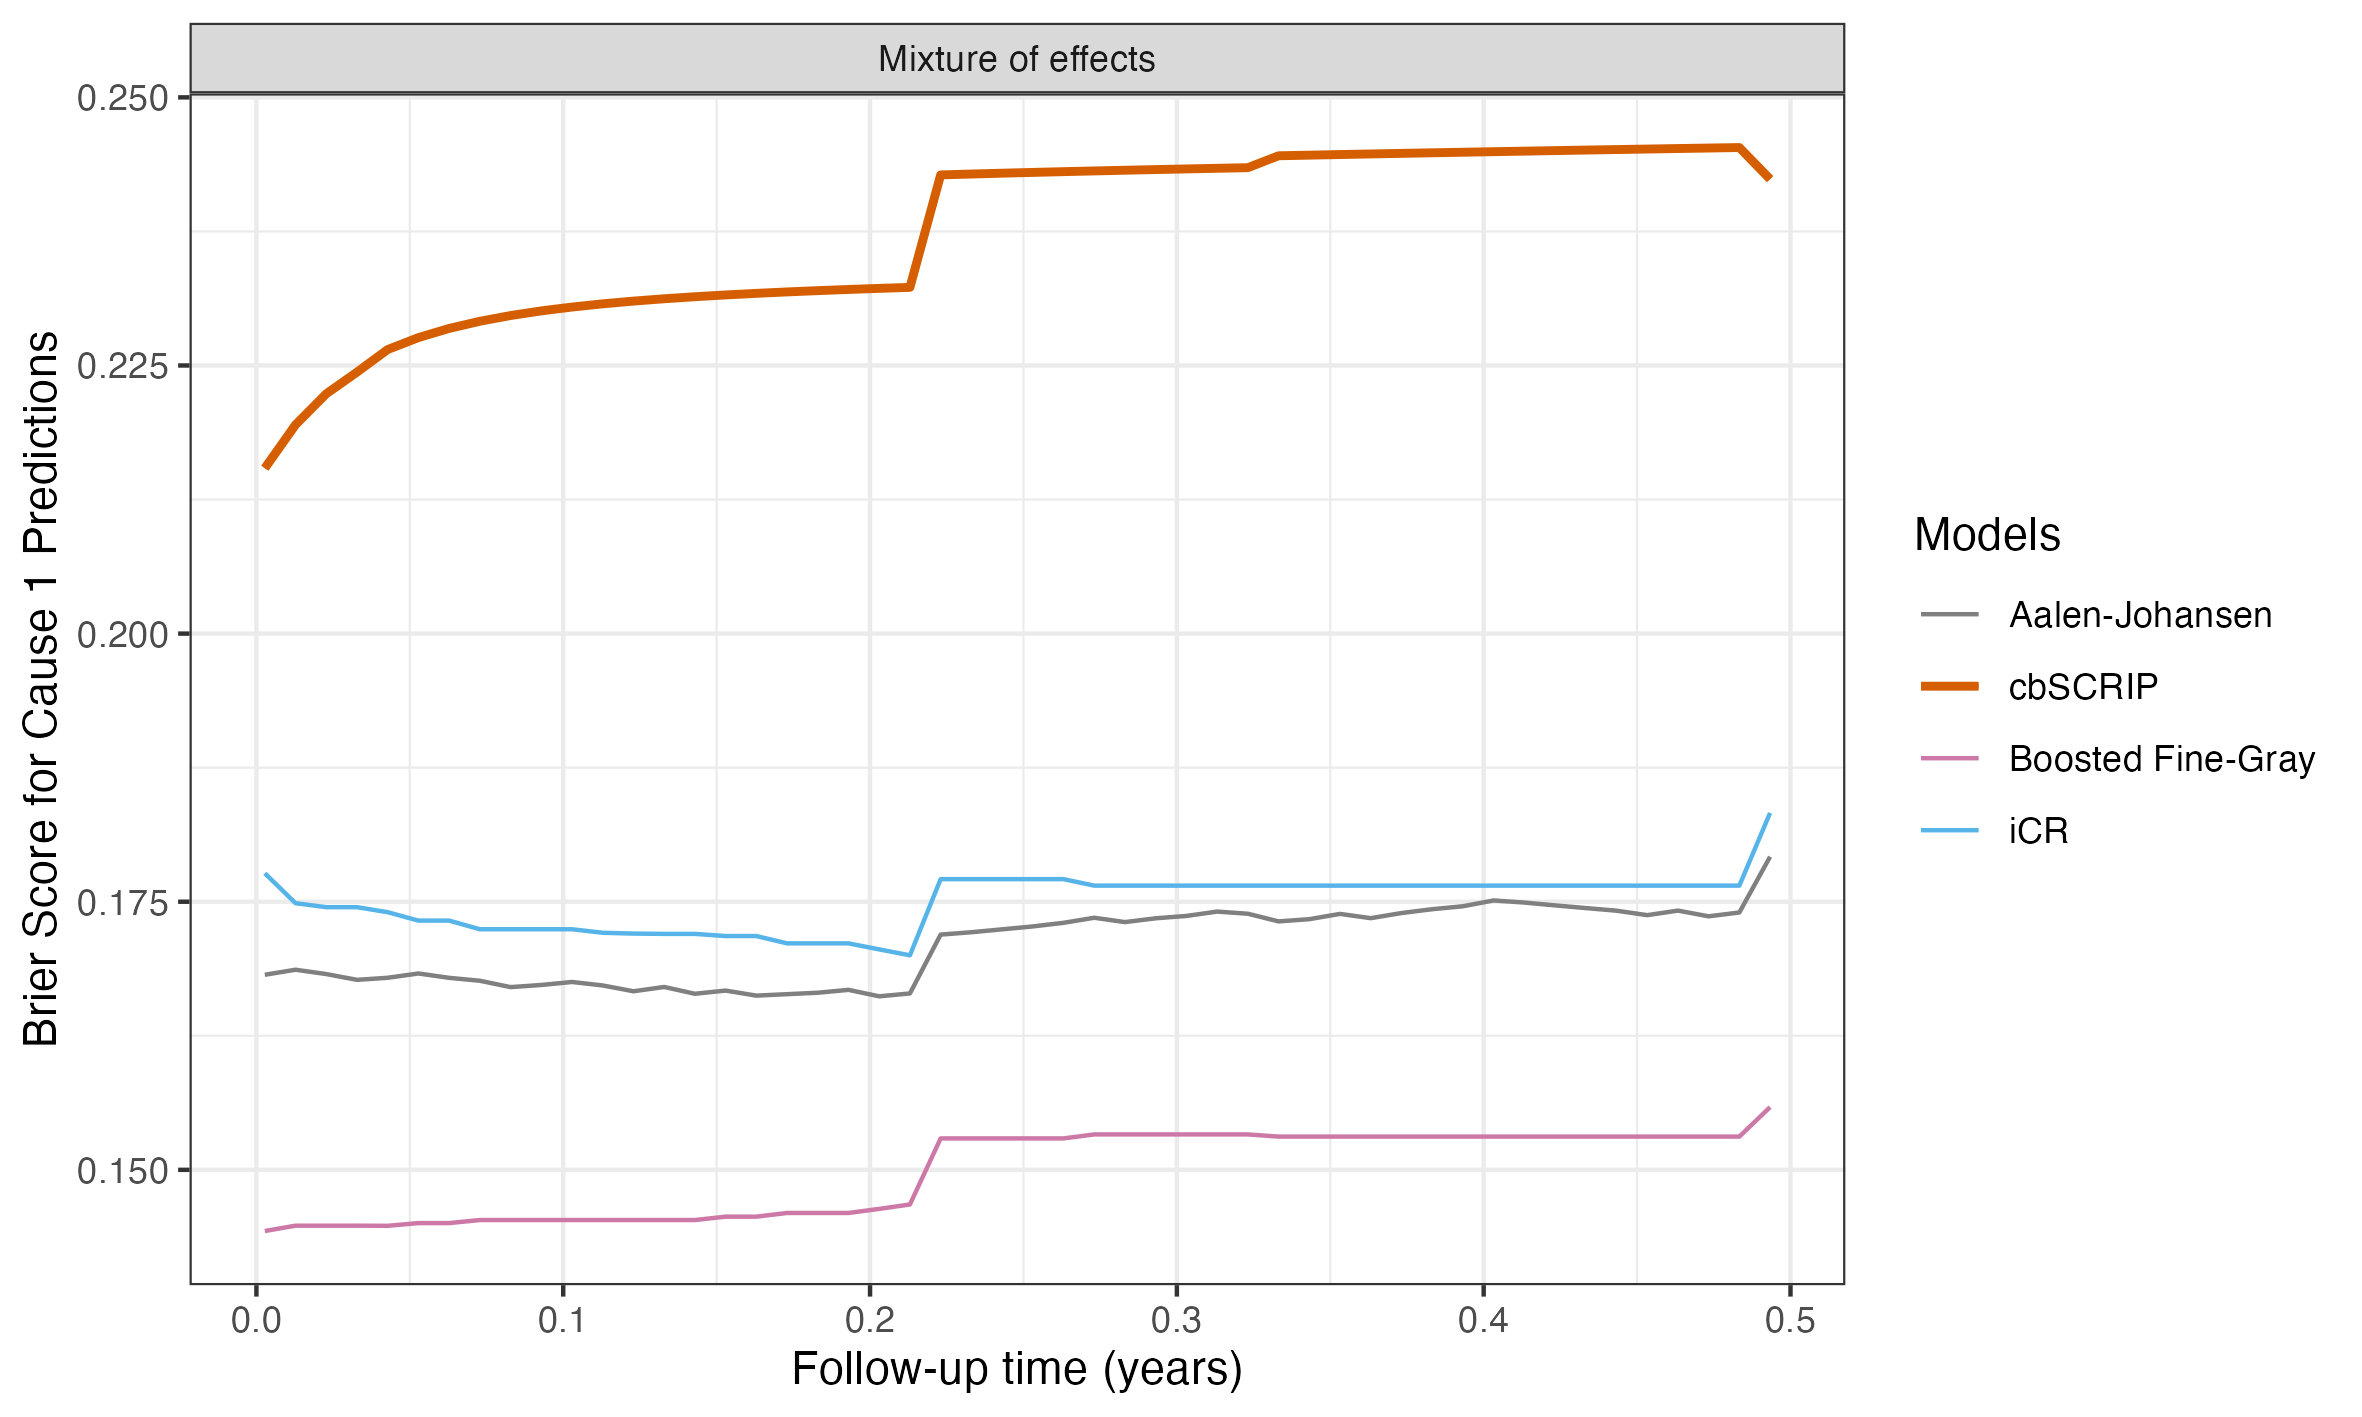 Mixture of effects
0.250
0.225
0.200
0.175
0.150
Brier Score for Cause 1 Predictions
0.0 0.1 0.2 0.3 0.4 0.5
Follow-up time (years)
Models
Aalen-Johansen
cbSCRIP
Boosted Fine-Gray
iCR